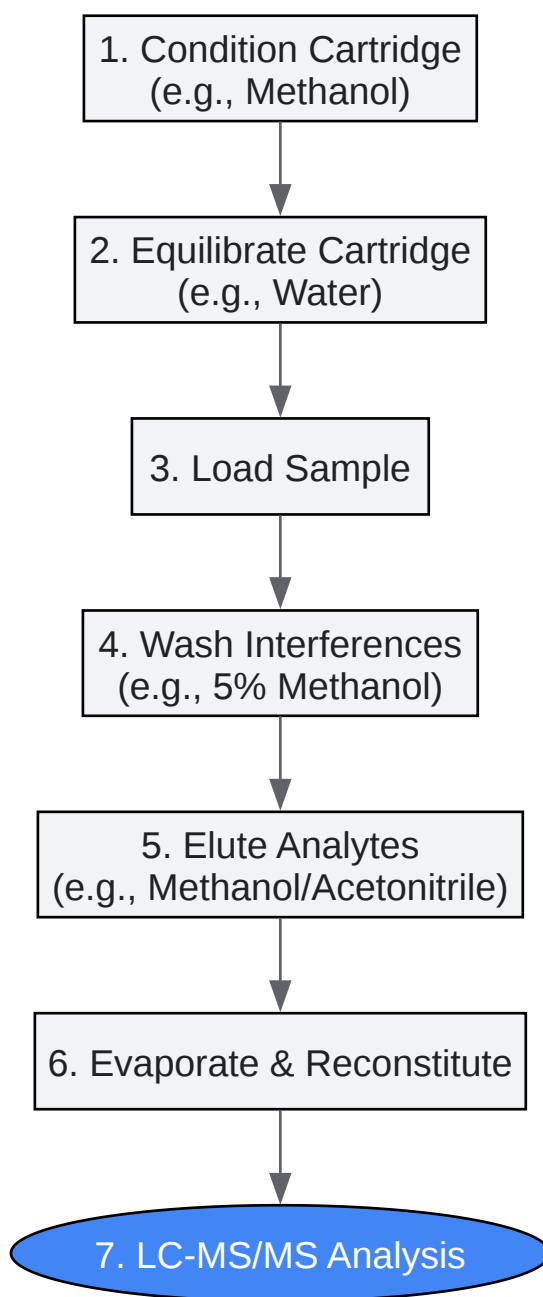 1. Condition Cartridge
(e.g., Methanol)
2. Equilibrate Cartridge
(e.g., Water)
3. Load Sample
4. Wash Interferences
(e.g., 5% Methanol)
5. Elute Analytes
(e.g., Methanol/Acetonitrile)
6. Evaporate & Reconstitute
7. LC-MS/MS Analysis